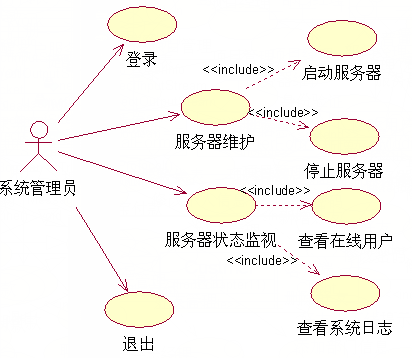 登录
<<include>>
启动服务器
服务器维护
<<include>>
停止服务器
系统管理员
<<include>>
服务器状态监视
查看在线用户
<<include>>
查看系统日志
退出